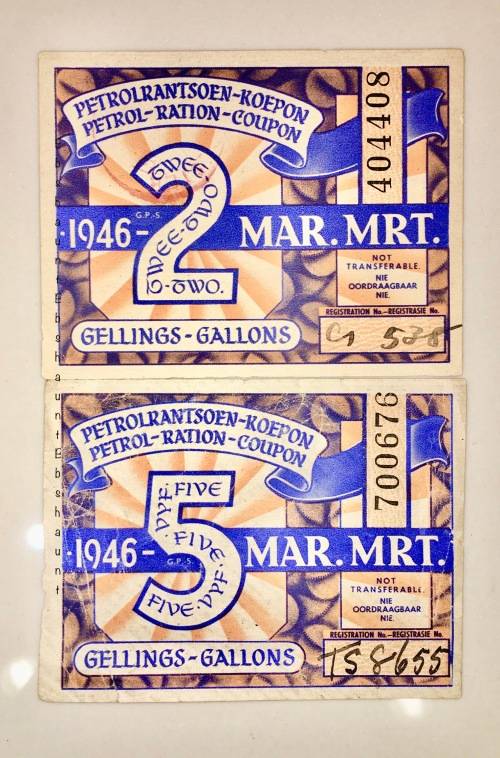 PETROLRANTSOEN-KOEPON
PETROL-RATION-COUPON
404408
TWEE-
TWEE-TWO
O-TWO.
G.P.-S.
1946-
2
MAR. MRT.
NOT
TRANSFERABLE.
NIE
OORDRAAGBAAR
NIE.
REGISTRATION No.-REGISTRASIE No.
GELLINGS-GALLONS
PETROLRANTSOEN-KOEPON
PETROL-RATION-COUPON
700676
VYF·FIVE
FIVE
FIVE·VYF·
G.P.-S.
1946-
5
MAR. MRT.
NOT
TRANSFERABLE.
NIE
OORDRAAGBAAR
NIE.
REGISTRATION No.-REGISTRASIE No.
TS 8655
GELLINGS-GALLONS
Ebshaunt